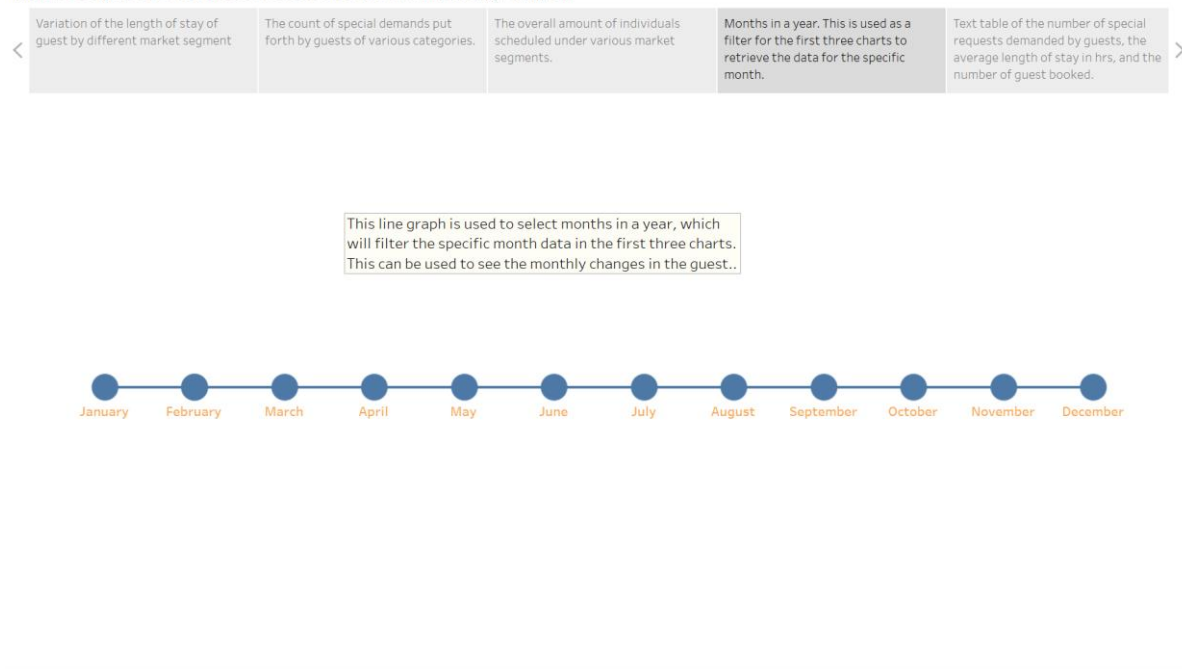 Variation of the length of stay of
guest by different market segment
The count of special demands put
forth by guests of various categories.
The overall amount of individuals
scheduled under various market
segments.
Months in a year. This is used as a
filter for the first three charts to
retrieve the data for the specific
month.
Text table of the number of special
requests demanded by guests, the
average length of stay in hrs, and the
number of guest booked.
This line graph is used to select months in a year, which
will filter the specific month data in the first three charts.
This can be used to see the monthly changes in the guest..
January February March April May June July August September October November December